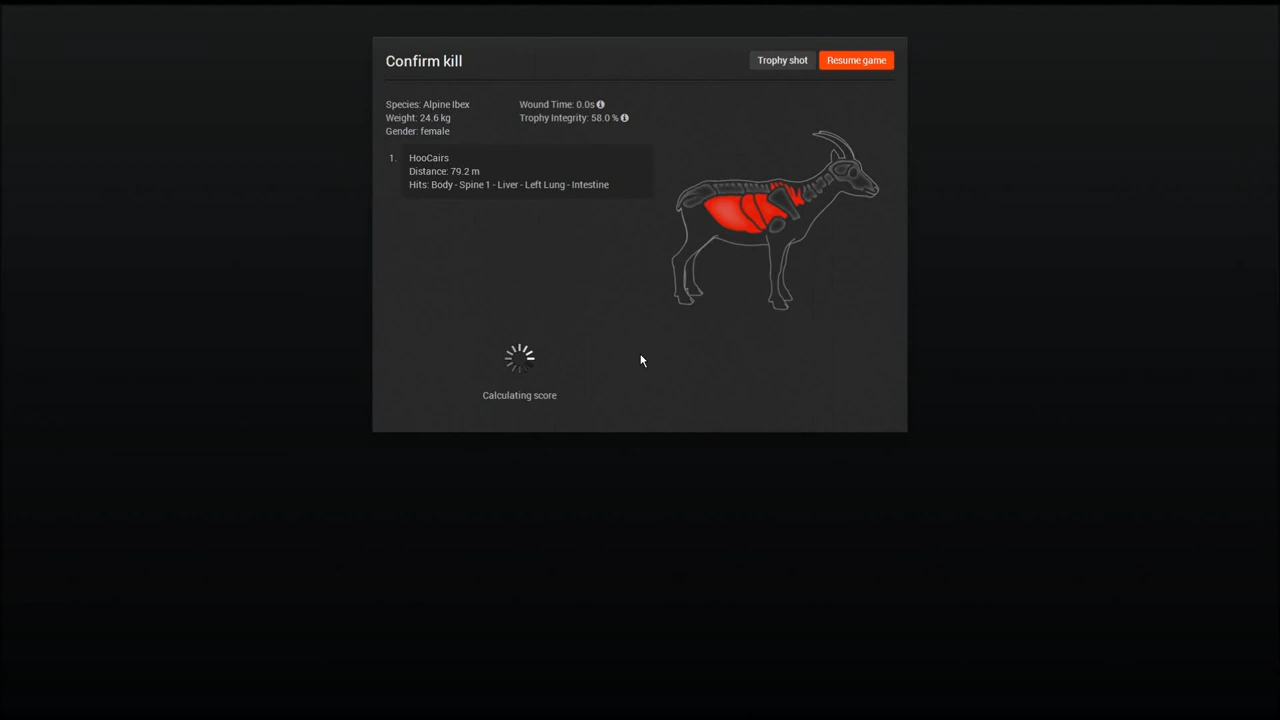 Confirm kill
Trophy shot
Resume game
Species: Alpine Ibex
Weight: 24.6 kg
Gender: female
Wound Time: 0.0s
Trophy Integrity: 58.0 %
1.
HooCairs
Distance: 79.2 m
Hits: Body - Spine 1 - Liver - Left Lung - Intestine
Calculating score